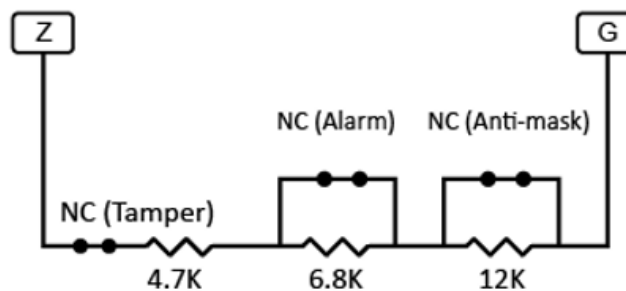 Z
G
NC (Alarm)
NC (Anti-mask)
NC (Tamper)
4.7K
6.8K
12K